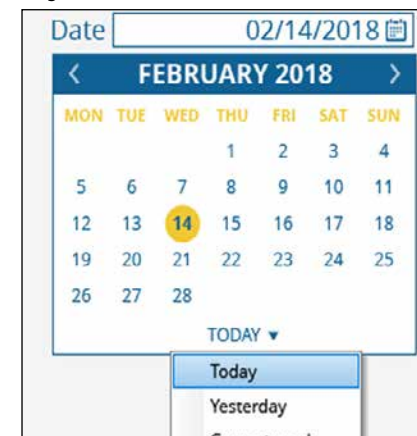 Date 02/14/2018
< FEBRUARY 2018 >
MON TUE WED THU FRI SAT SUN
1 2 3 4
5 6 7 8 9 10 11
12 13 14 15 16 17 18
19 20 21 22 23 24 25
26 27 28
TODAY ▼
Today
Yesterday